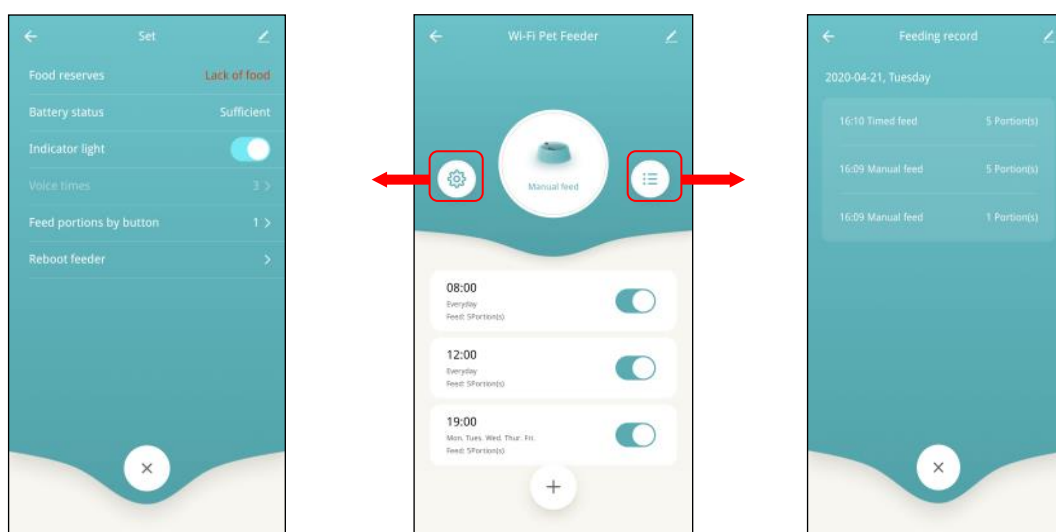 Set
Food reserves Lack of food
Battery status Sufficient
Indicator light
Voice times 3 >
Feed portions by button 1 >
Reboot feeder >
Wi-Fi Pet Feeder
Manual feed
08:00
Everyday
Feed: 5Portion(s)
12:00
Everyday
Feed: 5Portion(s)
19:00
Mon. Tues. Wed. Thur. Fri.
Feed: 5Portion(s)
Feeding record
2020-04-21, Tuesday
16:10 Timed feed 5 Portion(s)
16:09 Manual feed 5 Portion(s)
16:09 Manual feed 1 Portion(s)